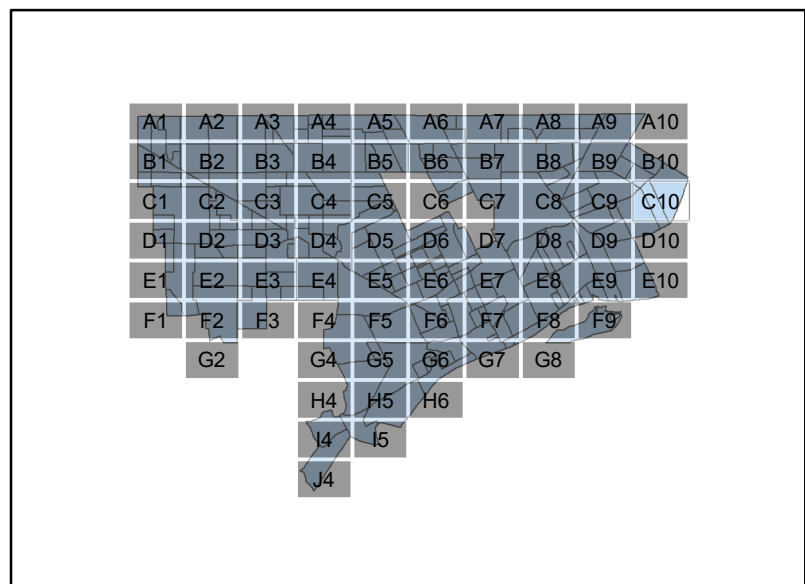 A1 A2 A3 A4 A5 A6 A7 A8 A9 A10
B1 B2 B3 B4 B5 B6 B7 B8 B9 B10
C1 C2 C3 C4 C5 C6 C7 C8 C9 C10
D1 D2 D3 D4 D5 D6 D7 D8 D9 D10
E1 E2 E3 E4 E5 E6 E7 E8 E9 E10
F1 F2 F3 F4 F5 F6 F7 F8 F9
G2 G4 G5 G6 G7 G8
H4 H5 H6
I4 I5
J4